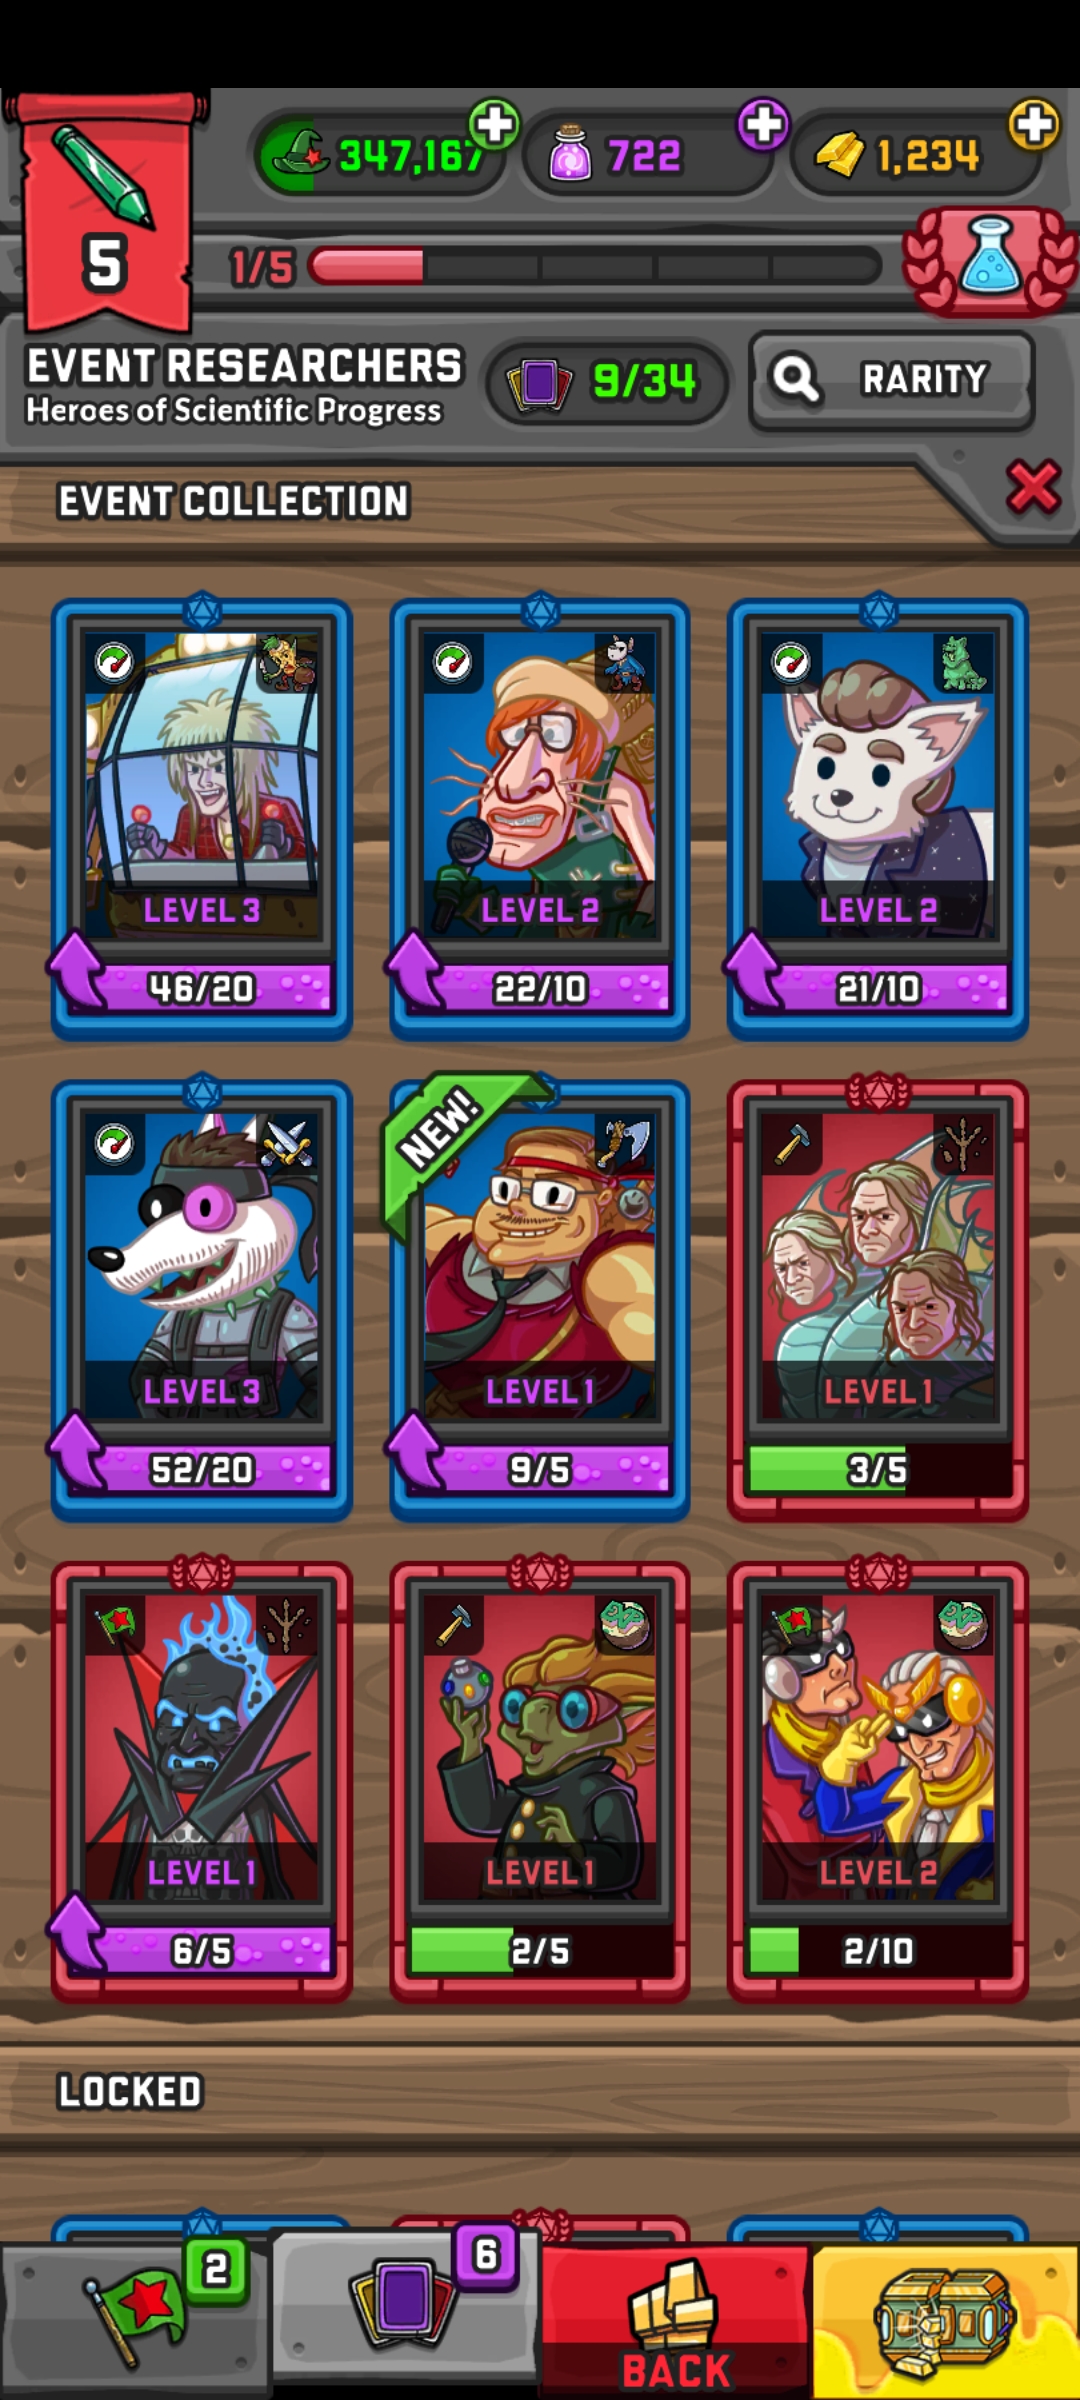 347,167
722
1,234
5
1/5
EVENT RESEARCHERS
Heroes of Scientific Progress
9/34
RARITY
EVENT COLLECTION
LEVEL 3
LEVEL 2
LEVEL 2
46/20
22/10
21/10
NEW!
LEVEL 3
LEVEL 1
LEVEL 1
52/20
9/5
3/5
EXP
EXP
LEVEL 1
LEVEL 1
LEVEL 2
6/5
2/5
2/10
LOCKED
2
6
BACK